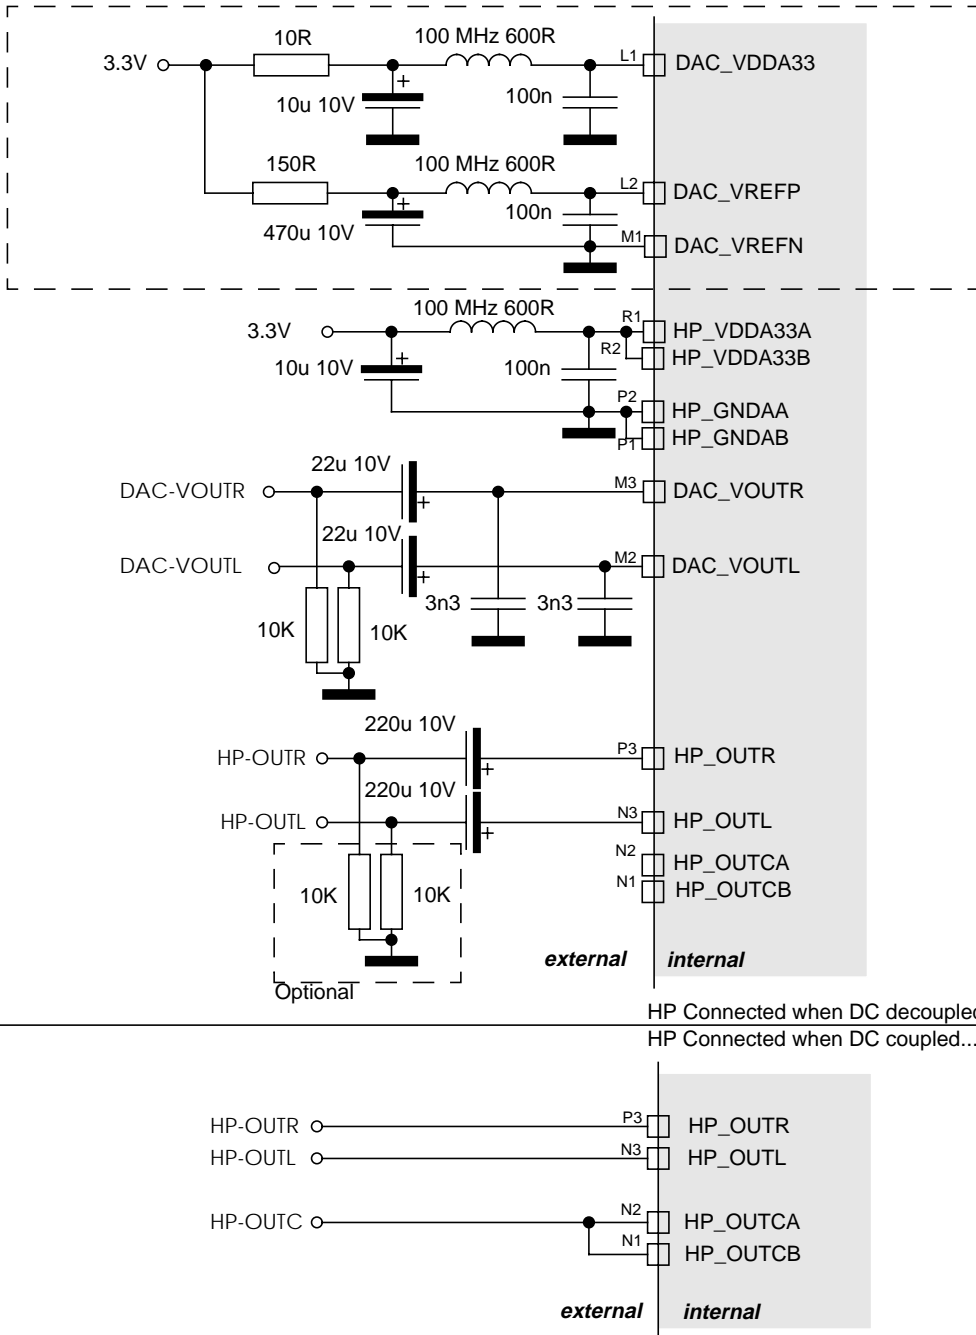 10R
100 MHz 600R
3.3V
L1
DAC_VDDA33
+
10u 10V
100n
150R
100 MHz 600R
L2
DAC_VREFP
+
100n
470u 10V
M1
DAC_VREFN
100 MHz 600R
3.3V
R1
HP_VDDA33A
+
R2
HP_VDDA33B
10u 10V
100n
P2
HP_GNDAA
P1
HP_GNDAB
22u 10V
DAC-VOUTR
+
M3
DAC_VOUTR
22u 10V
DAC-VOUTL
+
M2
DAC_VOUTL
3n3
3n3
10K
10K
220u 10V
HP-OUTR
+
P3
HP_OUTR
220u 10V
HP-OUTL
+
N3
HP_OUTL
N2
HP_OUTCA
N1
HP_OUTCB
10K
10K
external
internal
Optional
HP Connected when DC decouplec
HP Connected when DC coupled...
HP-OUTR
P3
HP_OUTR
HP-OUTL
N3
HP_OUTL
HP-OUTC
N2
HP_OUTCA
N1
HP_OUTCB
external
internal